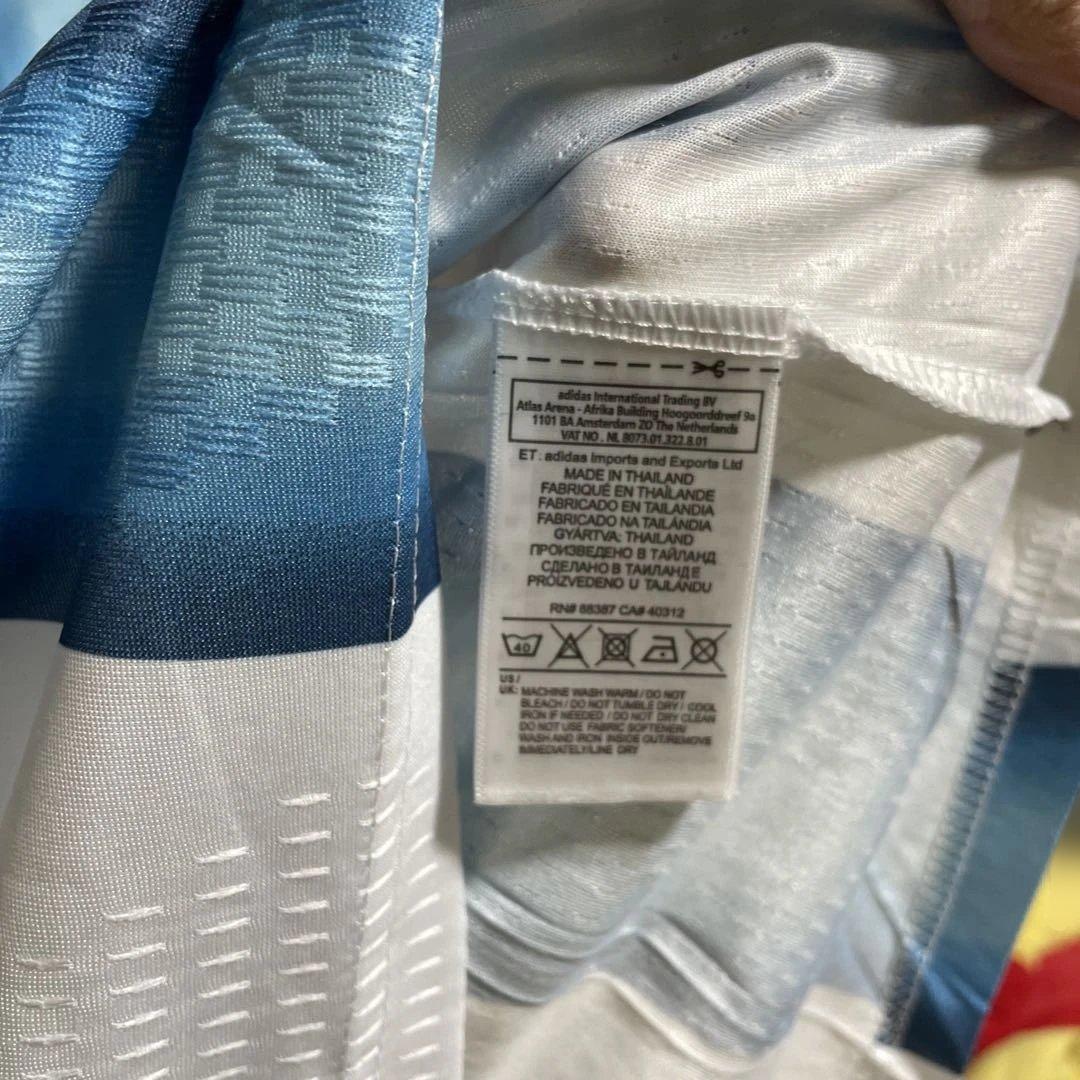 adidas International Trading BV
Atlas Arena - Afrika Building Hoogoorddreef 9a
1101 BA Amsterdam ZO The Netherlands
VAT NO. NL 8073.01.322.8.01
ET: adidas Imports and Exports Ltd
MADE IN THAILAND
FABRIQUÉ EN THAÏLANDE
FABRICADO EN TAILANDIA
FABRICADO NA TAILÁNDIA
GYÁRTVA: THAILAND
ПРОИЗВЕДЕНО В ТАЙЛАНД
СДЕЛАНО В ТАИЛАНДЕ
PRÓIZVEDENO U TAJLÁNDU
RN# 88387 CA# 40312
40
US /
UK: MACHINE WASH WARM / DO NOT
BLEACH / DO NOT TUMBLE DRY / COOL
IRON IF NEEDED / DO NOT DRY CLEAN
DO NOT USE FABRIC SOFTENER/
WASH AND IRON INSIDE OUT/REMOVE
IMMEDIATELY/LINE DRY